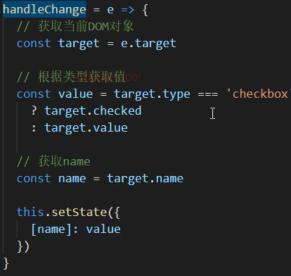 handleChange = e => {
// 获取当前DOM对象
const target = e.target
// 根据类型获取值
const value = target.type === 'checkbox'
? target.checked
: target.value
// 获取name
const name = target.name
this.setState({
[name]: value
})
}